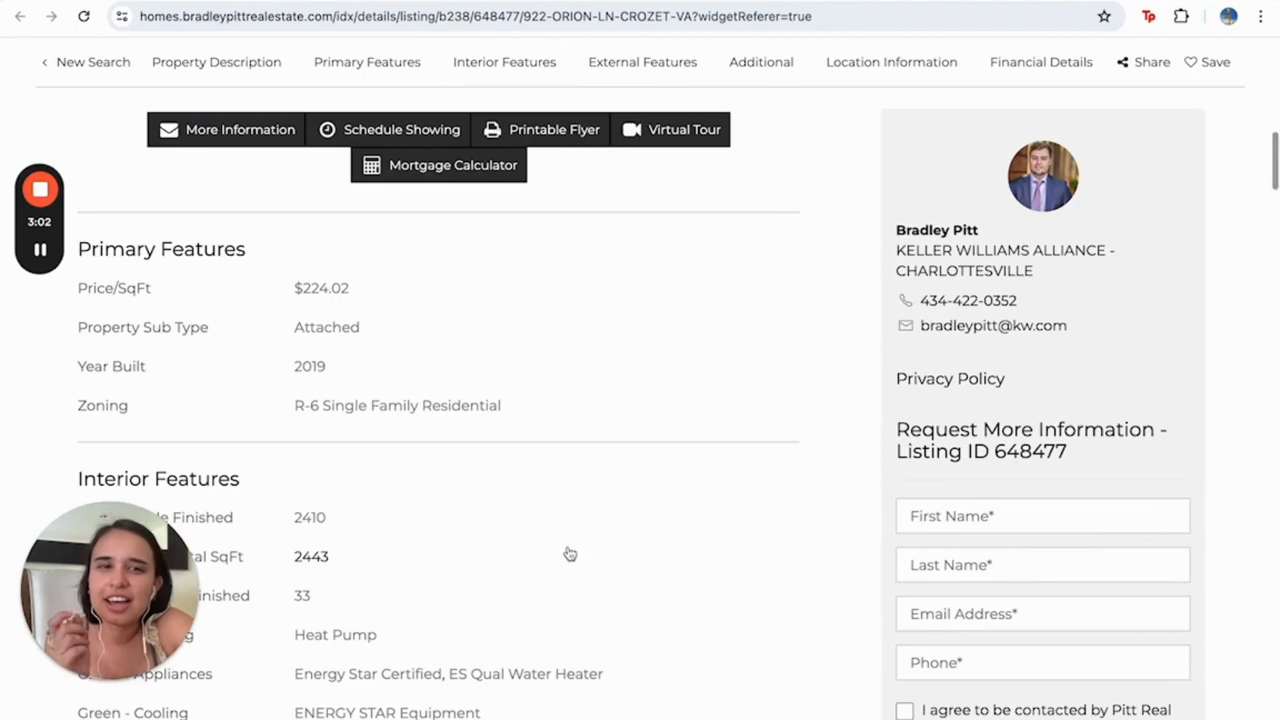 homes.bradleypittrealestate.com/idx/details/listing/b238/648477/922-ORION-LN-CROZET-VA?widgetReferer=true
Tp
New Search Property Description Primary Features Interior Features External Features Additional Location Information Financial Details Share Save
More Information Schedule Showing Printable Flyer Virtual Tour
Mortgage Calculator
3:02
Primary Features
Price/SqFt $224.02
Property Sub Type Attached
Year Built 2019
Zoning R-6 Single Family Residential
Interior Features
Finished 2410
SqFt 2443
33
Heat Pump
Appliances Energy Star Certified, ES Qual Water Heater
Green - Cooling ENERGY STAR Equipment
Bradley Pitt
KELLER WILLIAMS ALLIANCE -
CHARLOTTESVILLE
434-422-0352
bradleypitt@kw.com
Privacy Policy
Request More Information -
Listing ID 648477
First Name*
Last Name*
Email Address*
Phone*
I agree to be contacted by Pitt Real